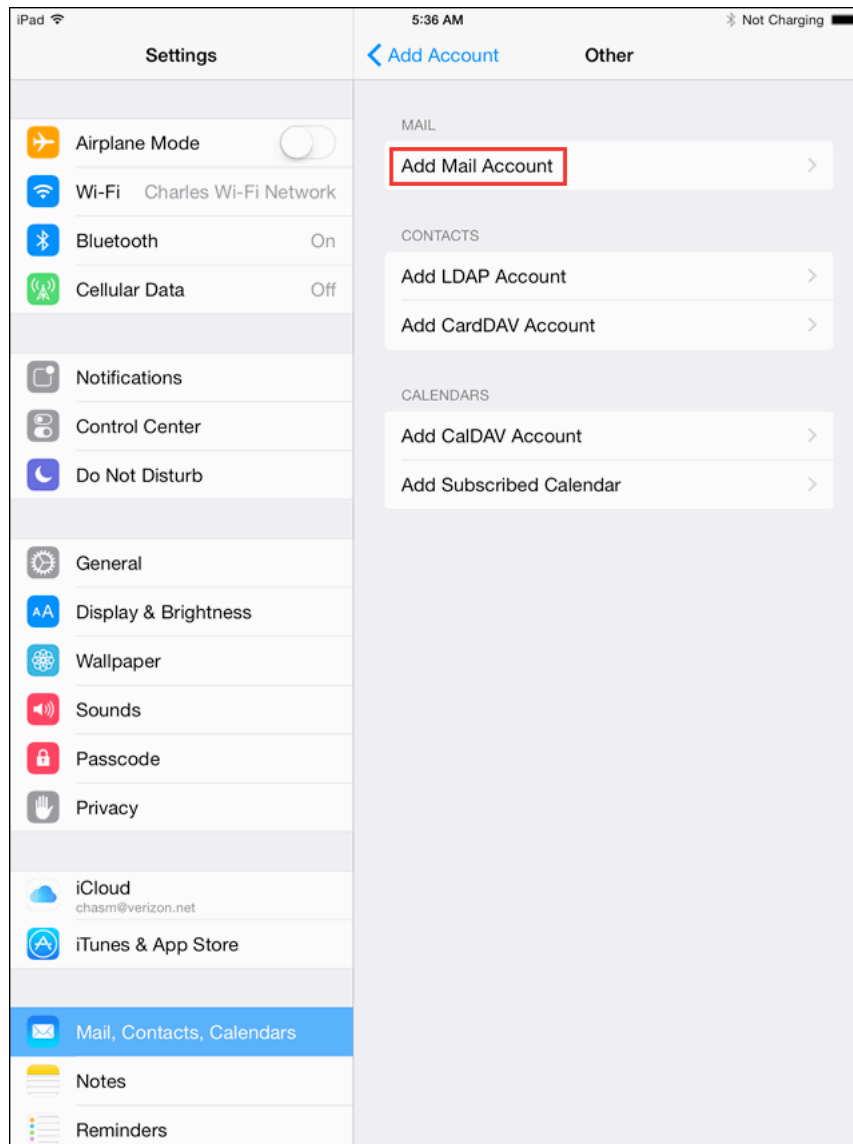 iPad
5:36 AM
Not Charging
Settings
Add Account
Other
Airplane Mode
Wi-Fi Charles Wi-Fi Network
Bluetooth On
Cellular Data Off
Notifications
Control Center
Do Not Disturb
General
AA Display & Brightness
Wallpaper
Sounds
Passcode
Privacy
iCloud
chasm@verizon.net
iTunes & App Store
Mail, Contacts, Calendars
Notes
Reminders
MAIL
Add Mail Account
CONTACTS
Add LDAP Account
Add CardDAV Account
CALENDARS
Add CalDAV Account
Add Subscribed Calendar